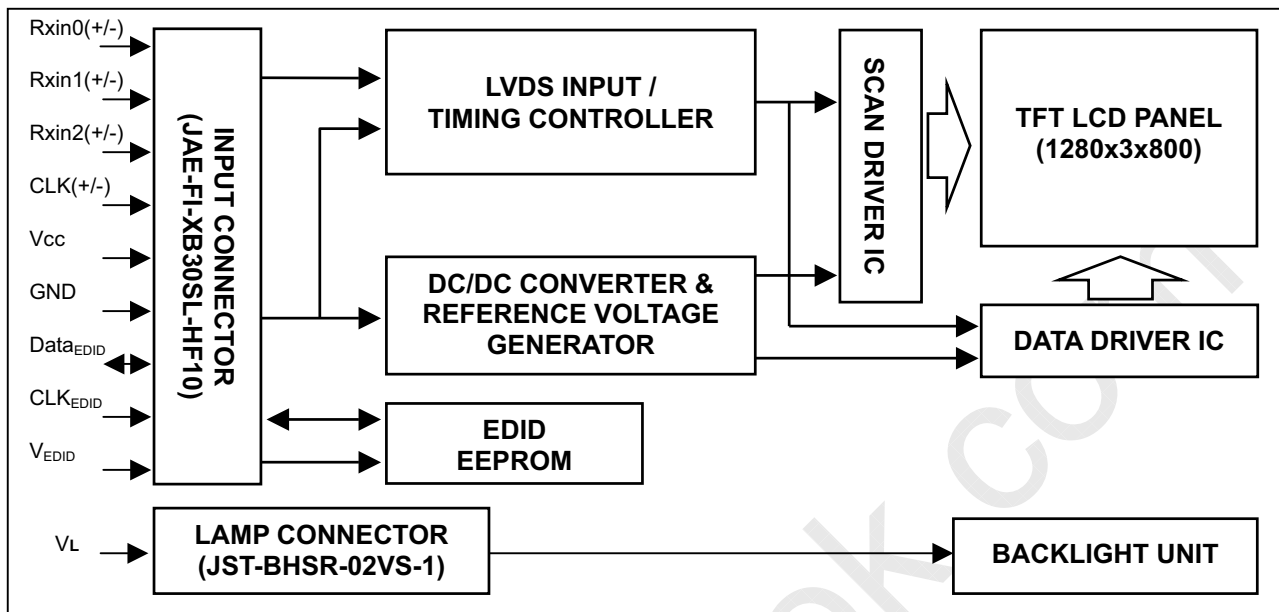 Rxin0(+/-)
Rxin1(+/-)
Rxin2(+/-)
CLK(+/-)
Vcc
GND
DataEDID
CLKEDID
VEDID
VL
INPUT CONNECTOR
(JAE-FI-XB30SL-HF10)
LVDS INPUT /
TIMING CONTROLLER
DC/DC CONVERTER &
REFERENCE VOLTAGE
GENERATOR
EDID
EEPROM
LAMP CONNECTOR
(JST-BHSR-02VS-1)
SCAN DRIVER IC
TFT LCD PANEL
(1280x3x800)
DATA DRIVER IC
BACKLIGHT UNIT